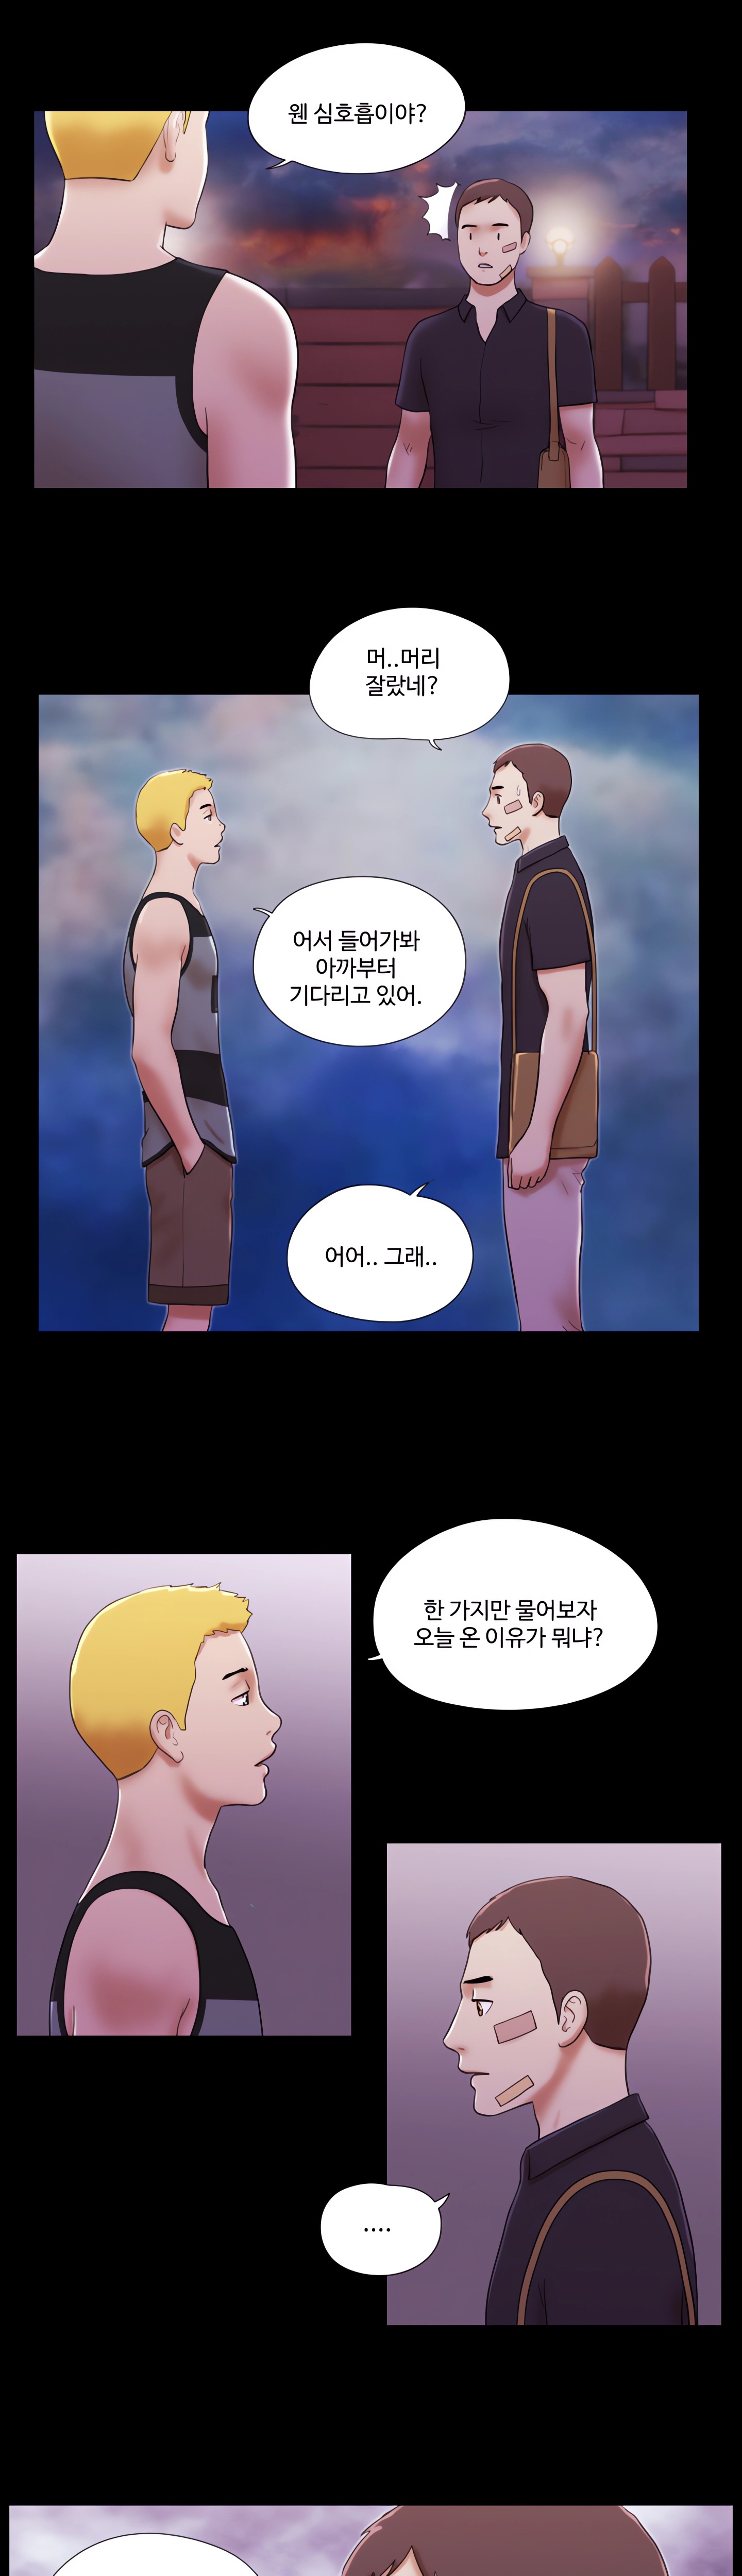 웬 심호흡이야?
머..머리
잘랐네?
어서 들어가봐
아까부터
기다리고 있어.
어어.. 그래..
한 가지만 물어보자
오늘 온 이유가 뭐냐?
....